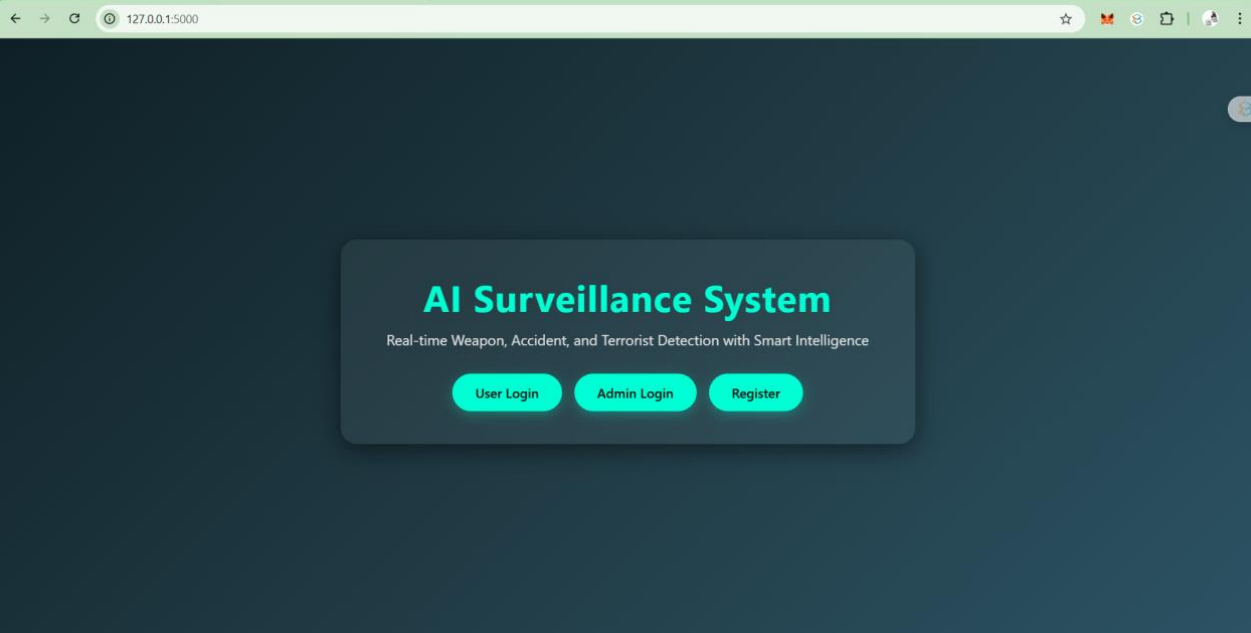 127.0.0.1:5000
AI Surveillance System
Real-time Weapon, Accident, and Terrorist Detection with Smart Intelligence
User Login Admin Login Register